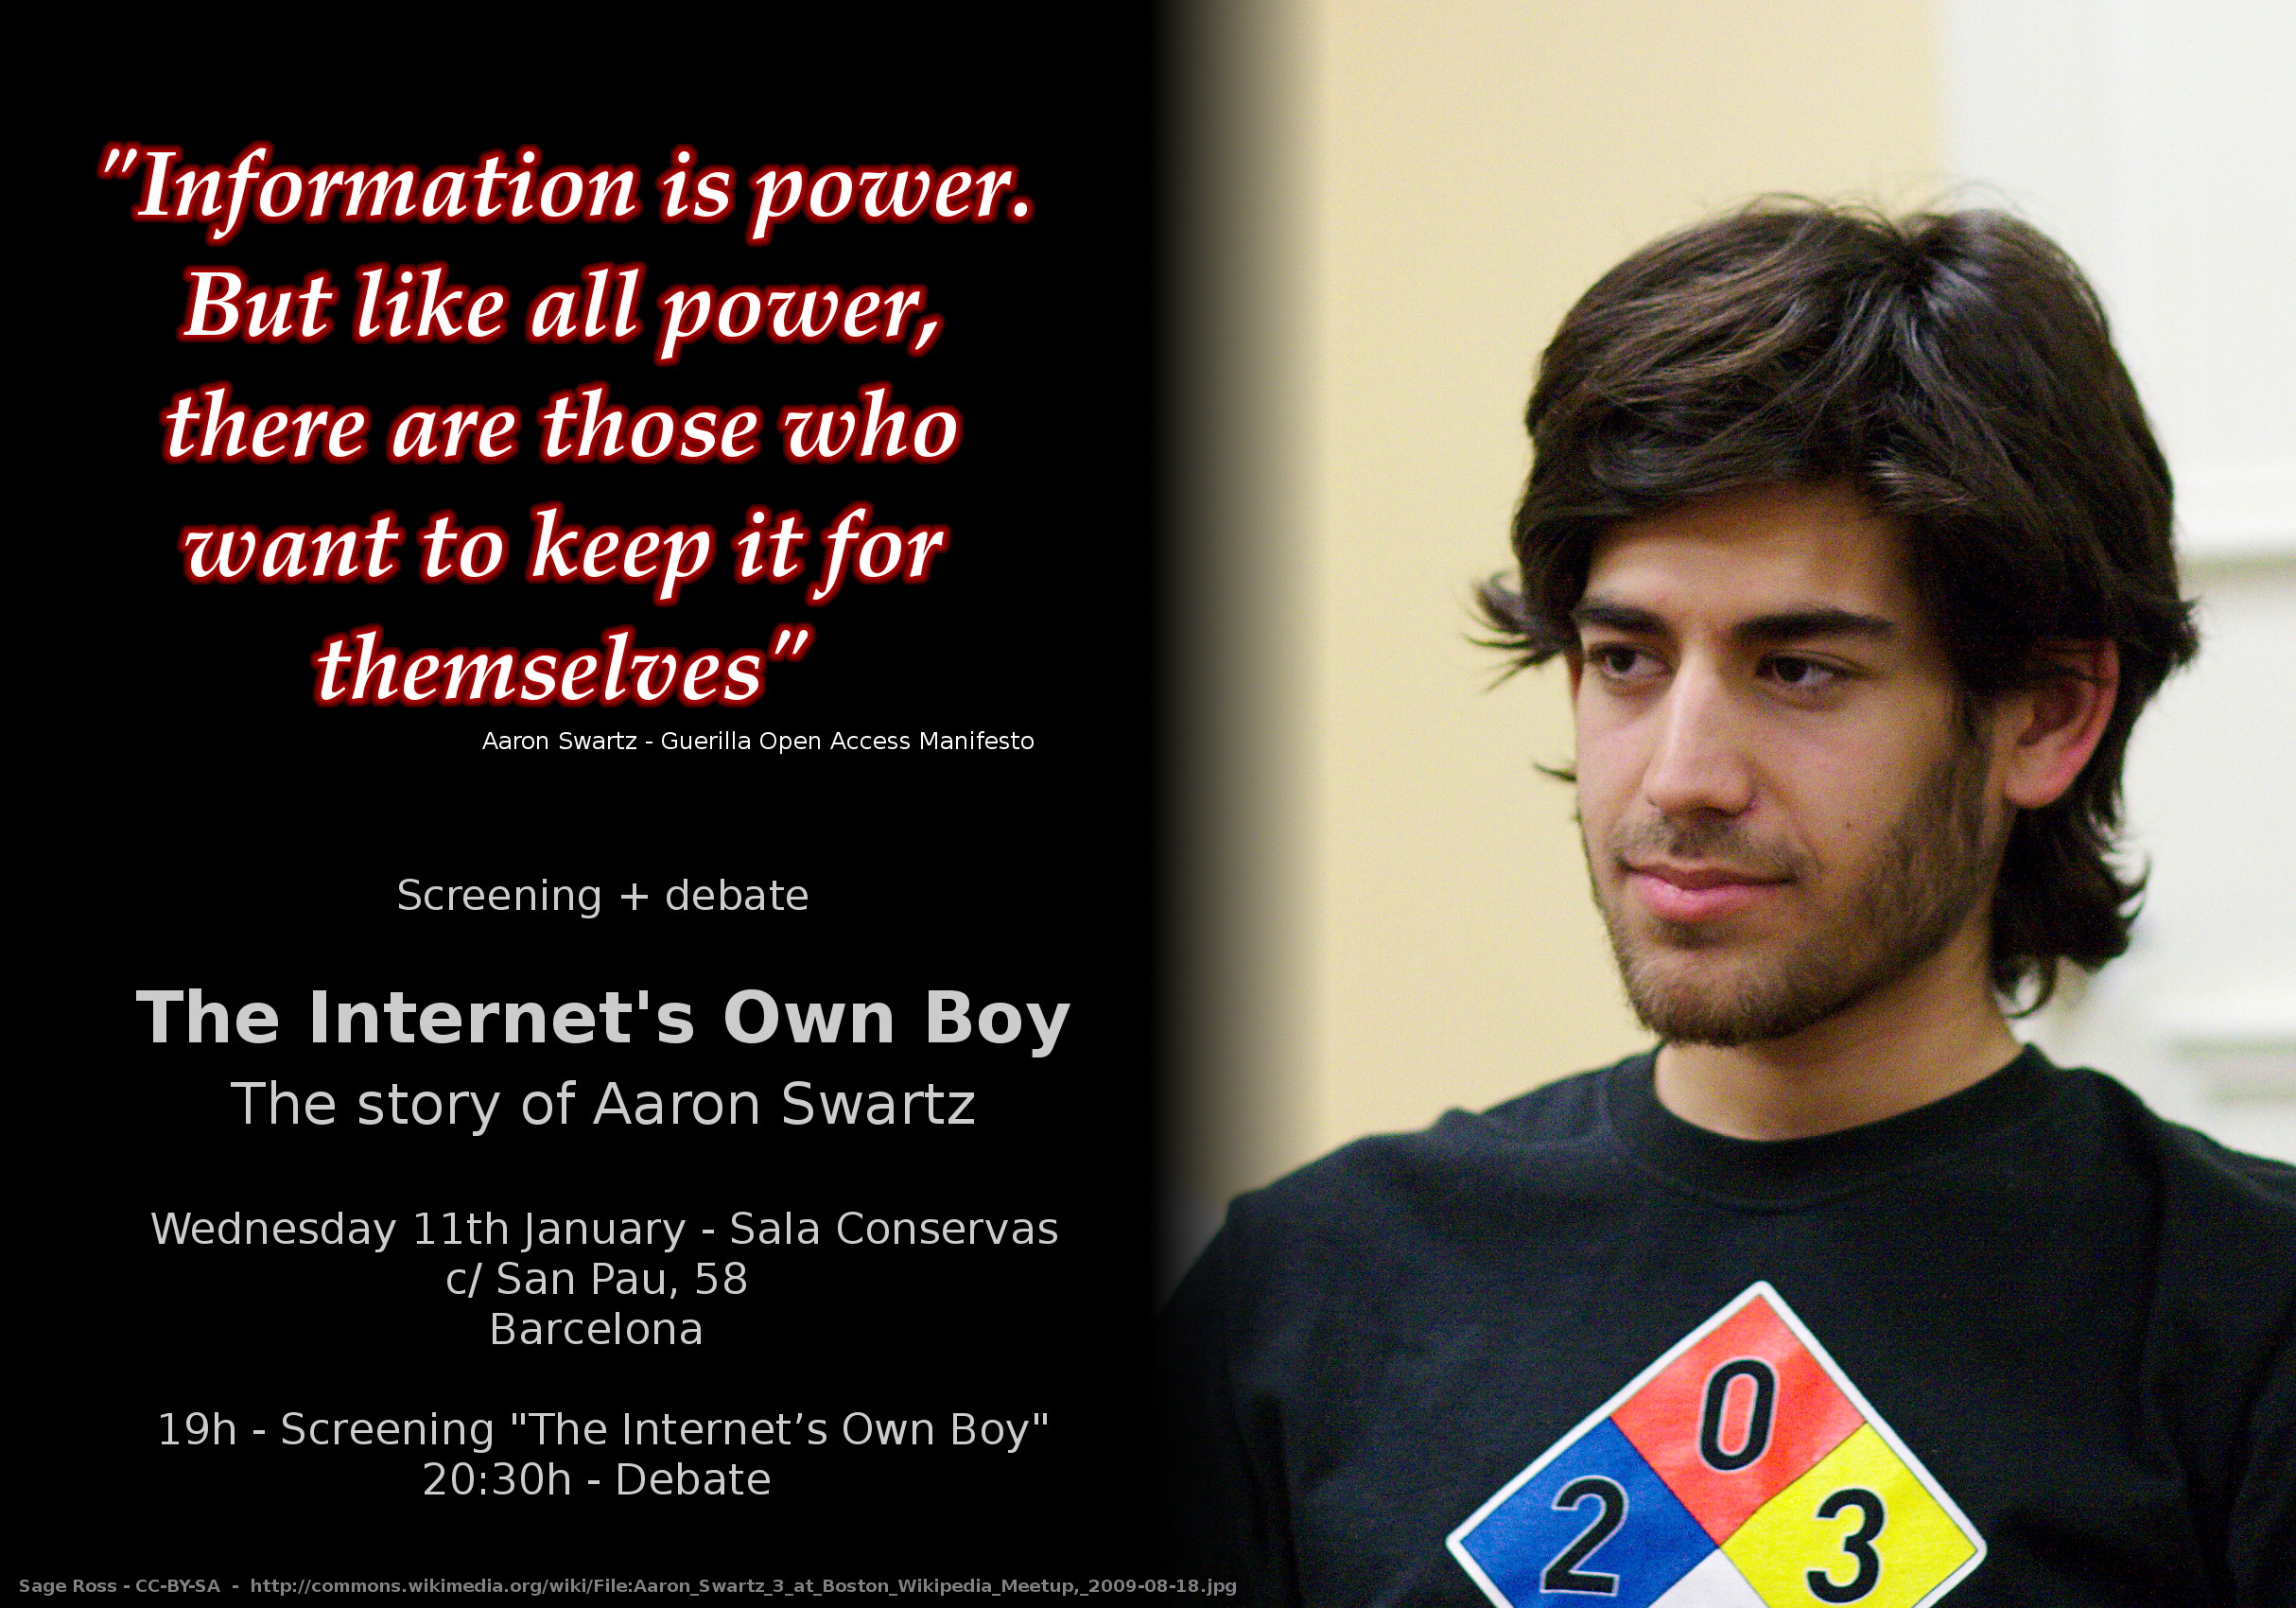 "Information is power.
But like all power,
there are those who
want to keep it for
themselves"
Aaron Swartz - Guerilla Open Access Manifesto
Screening + debate
The Internet's Own Boy
The story of Aaron Swartz
Wednesday 11th January - Sala Conservas
c/ San Pau, 58
Barcelona
19h - Screening "The Internet’s Own Boy"
20:30h - Debate
Sage Ross - CC-BY-SA - http://commons.wikimedia.org/wiki/File:Aaron_Swartz_3_at_Boston_Wikipedia_Meetup,_2009-08-18.jpg
0
2 3